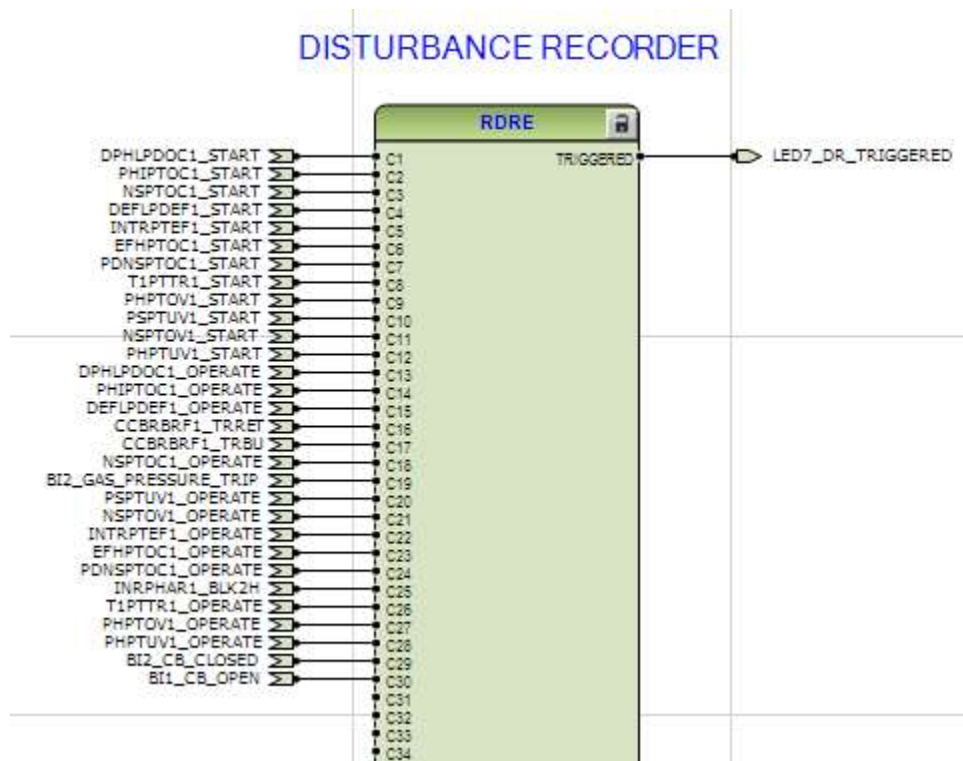 DISTURBANCE RECORDER
RDRE
DPHLPDOC1_START C1 TRIGGERED LED7_DR_TRIGGERED
PHIPTOC1_START C2
NSPTOC1_START C3
DEFLPDEF1_START C4
INTRPTEF1_START C5
EFHPTOC1_START C6
PDNSPTOC1_START C7
T1PTTR1_START C8
PHPTOV1_START C9
PSPTUV1_START C10
NSPTOV1_START C11
PHPTUV1_START C12
DPHLPDOC1_OPERATE C13
PHIPTOC1_OPERATE C14
DEFLPDEF1_OPERATE C15
CCBRBRF1_TRRET C16
CCBRBRF1_TRBU C17
NSPTOC1_OPERATE C18
BI2_GAS_PRESSURE_TRIP C19
PSPTUV1_OPERATE C20
NSPTOV1_OPERATE C21
INTRPTEF1_OPERATE C22
EFHPTOC1_OPERATE C23
PDNSPTOC1_OPERATE C24
INRPHAR1_BLK2H C25
T1PTTR1_OPERATE C26
PHPTOV1_OPERATE C27
PHPTUV1_OPERATE C28
BI2_CB_CLOSED C29
BI1_CB_OPEN C30
C31
C32
C33
C34